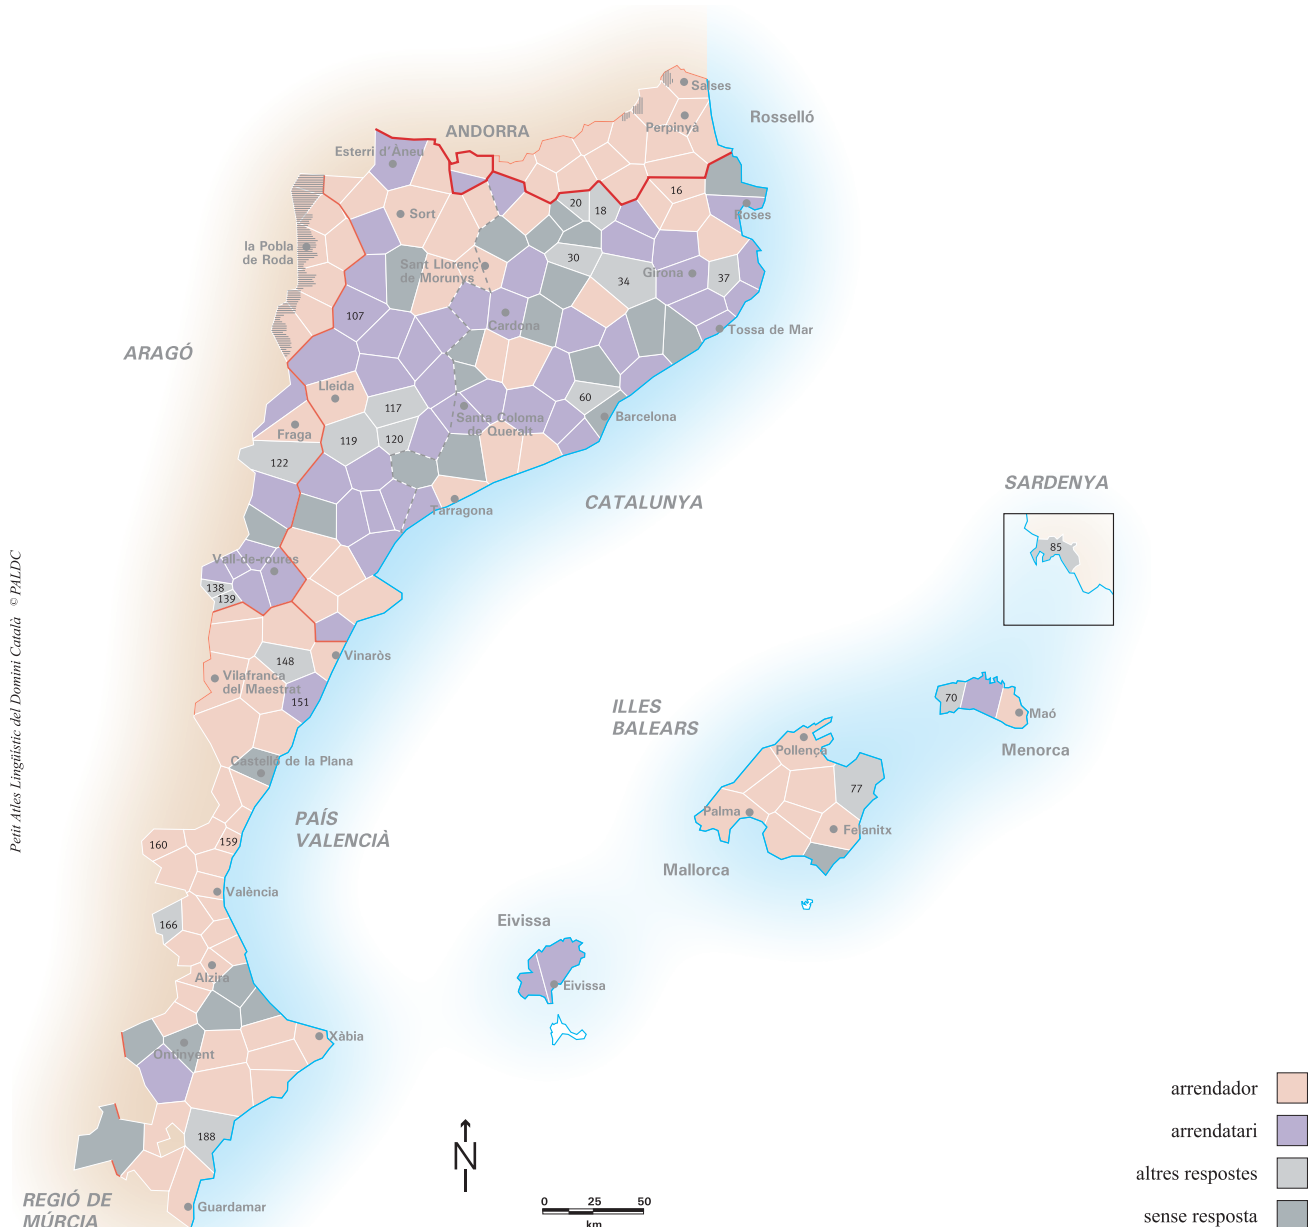 Salses
Rosselló
Perpinyà
ANDORRA
Esterri d'Àneu
16
20
18
Roses
Sort
la Pobla
de Roda
30
Sant Llorenç
de Morunys
34
Girona
37
107
Cardona
Tossa de Mar
ARAGÓ
Lleida
60
117
Santa Coloma
de Queralt
Barcelona
Fraga
119
120
122
SARDENYA
CATALUNYA
Tarragona
85
Vall-de-roures
138
139
Petit Atles Lingüístic del Domini Català © PALDC
148
Vinaròs
Vilafranca
del Maestrat
151
70
Maó
ILLES
BALEARS
Menorca
Pollença
Castelló de la Plana
77
Palma
Felanitx
PAÍS
VALENCIÀ
159
160
Mallorca
València
166
Eivissa
Alzira
Eivissa
Xàbia
Ontinyent
188
N
REGIÓ DE
MÚRCIA
Guardamar
0 25 50
km
arrendador
arrendatari
altres respostes
sense resposta